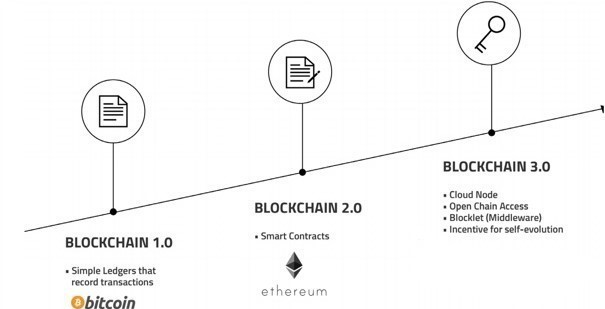 BLOCKCHAIN 1.0
• Simple Ledgers that
record transactions
bitcoin
BLOCKCHAIN 2.0
• Smart Contracts
ethereum
BLOCKCHAIN 3.0
• Cloud Node
• Open Chain Access
• Blocklet (Middleware)
• Incentive for self-evolution